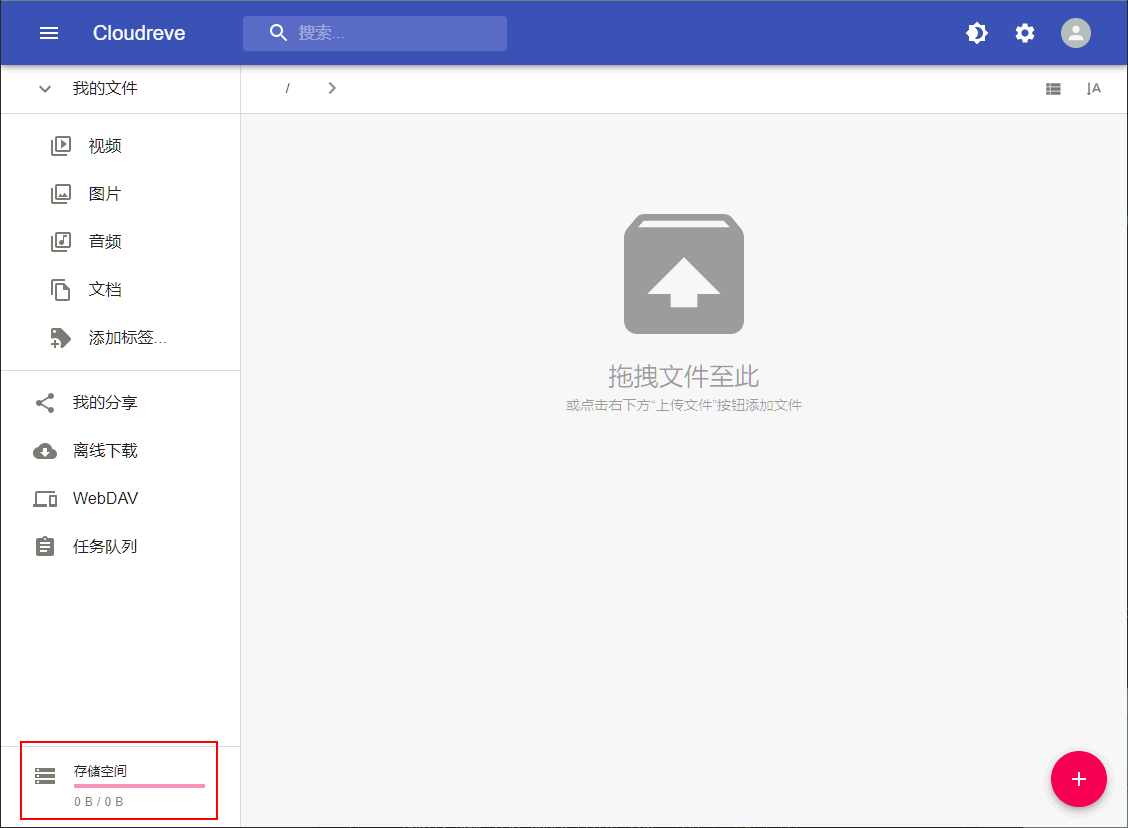 Cloudreve
搜索...
我的文件
/
视频
图片
音频
文档
添加标签...
我的分享
离线下载
WebDAV
任务队列
存储空间
0 B / 0 B
A
拖拽文件至此
或点击右下方“上传文件”按钮添加文件